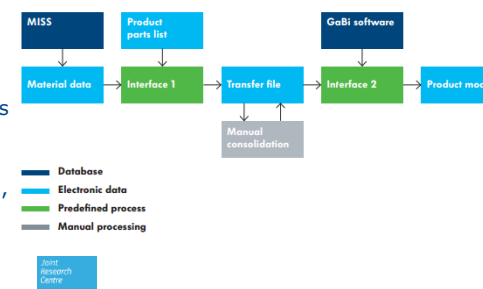 MISS
Product
parts list
GaBi software
Material data
Interface 1
Transfer file
Interface 2
Product
s
Manual
consolidation
Database
Electronic data
,
Predefined process
Manual processing
Joint
Research
Centre